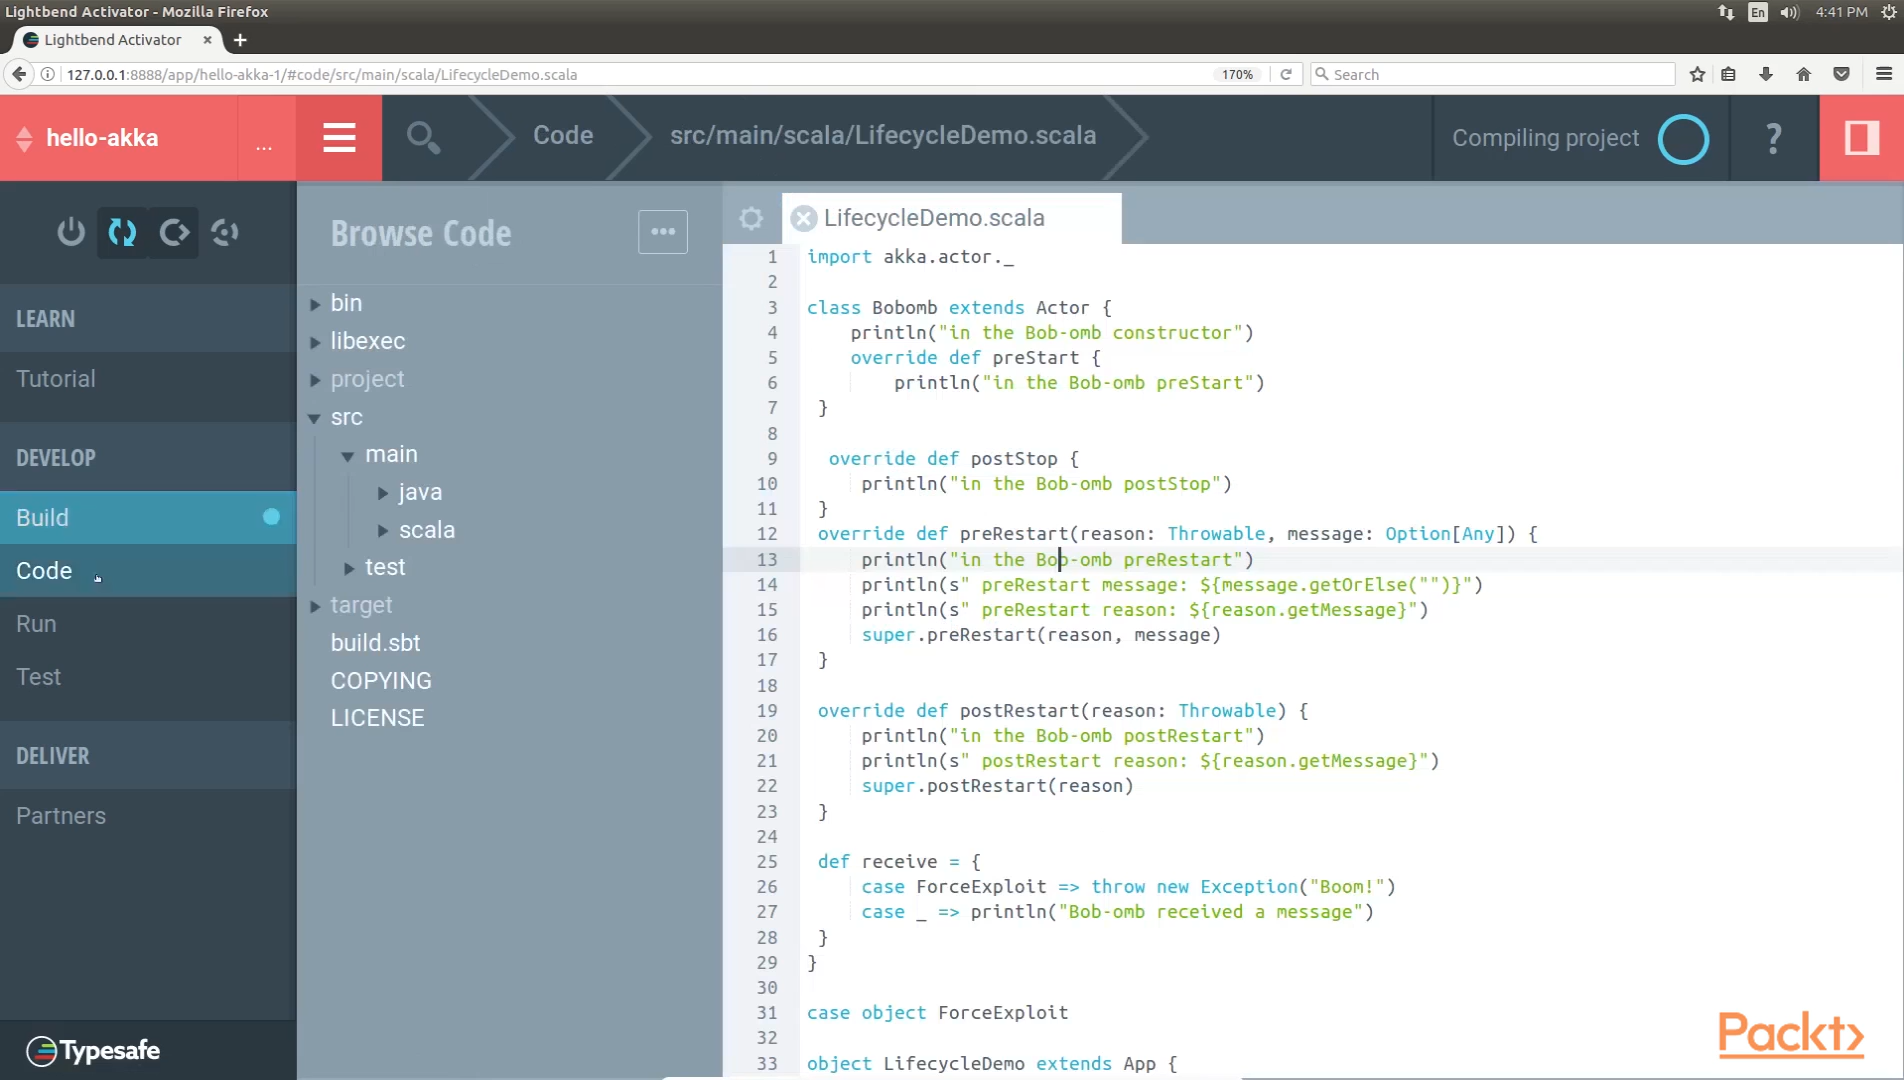 Lightbend Activator - Mozilla Firefox
En
4:41 PM
Lightbend Activator
127.0.0.1:8888/app/hello-akka-1/#code/src/main/scala/LifecycleDemo.scala
170%
Search
hello-akka
...
Code
src/main/scala/LifecycleDemo.scala
Compiling project
?
LEARN
Tutorial
DEVELOP
Build
Code
Run
Test
DELIVER
Partners
Typesafe
Browse Code
bin
libexec
project
src
main
java
scala
test
target
build.sbt
COPYING
LICENSE
LifecycleDemo.scala
1 import akka.actor._
2
3 class Bobomb extends Actor {
4 println("in the Bob-omb constructor")
5 override def preStart {
6 println("in the Bob-omb preStart")
7 }
8
9 override def postStop {
10 println("in the Bob-omb postStop")
11 }
12 override def preRestart(reason: Throwable, message: Option[Any]) {
13 println("in the Bob-omb preRestart")
14 println(s" preRestart message: ${message.getOrElse("")}")
15 println(s" preRestart reason: ${reason.getMessage}")
16 super.preRestart(reason, message)
17 }
18
19 override def postRestart(reason: Throwable) {
20 println("in the Bob-omb postRestart")
21 println(s" postRestart reason: ${reason.getMessage}")
22 super.postRestart(reason)
23 }
24
25 def receive = {
26 case ForceExploit => throw new Exception("Boom!")
27 case _ => println("Bob-omb received a message")
28 }
29 }
30
31 case object ForceExploit
32
33 object LifecycleDemo extends App {
Packt>